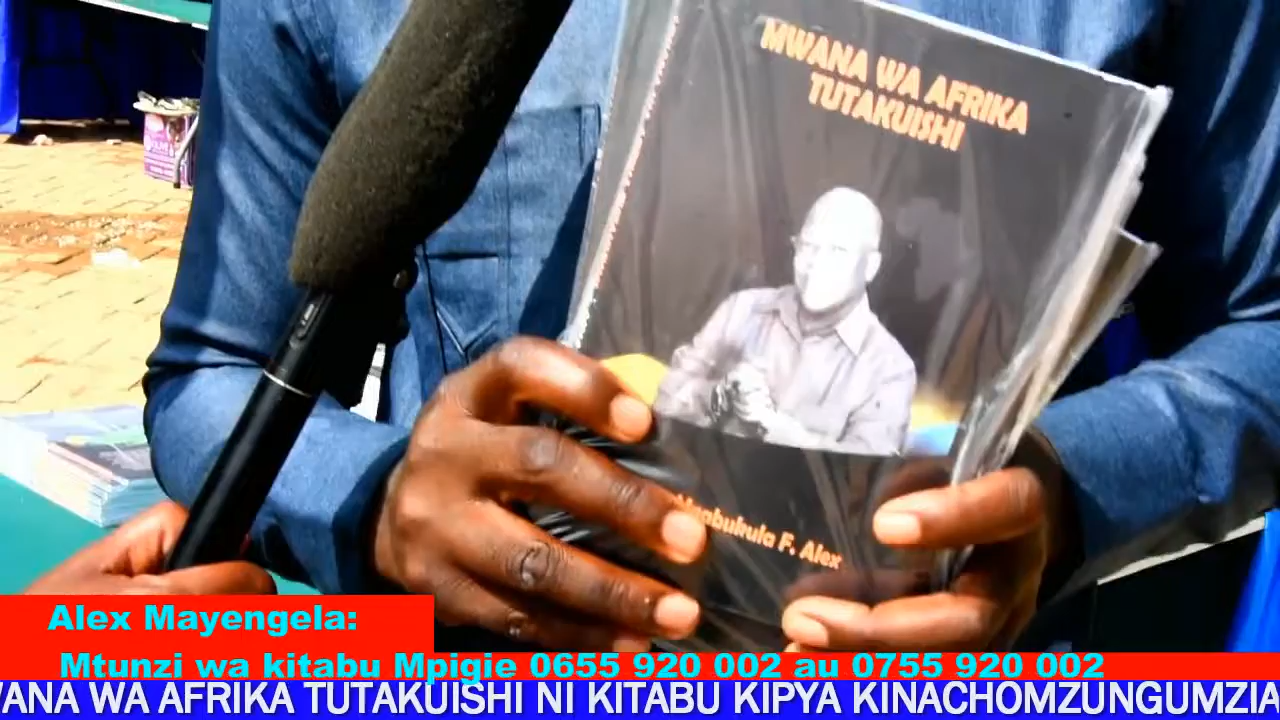 MWANA WA AFRIKA
TUTAKUISHI
F. Alex
Alex Mayengela:
Mtunzi wa kitabu Mpigie 0655 920 002 au 0755 920 002
WANA WA AFRIKA TUTAKUISHI NI KITABU KIPYA KINACHOMZUNGUMZIA